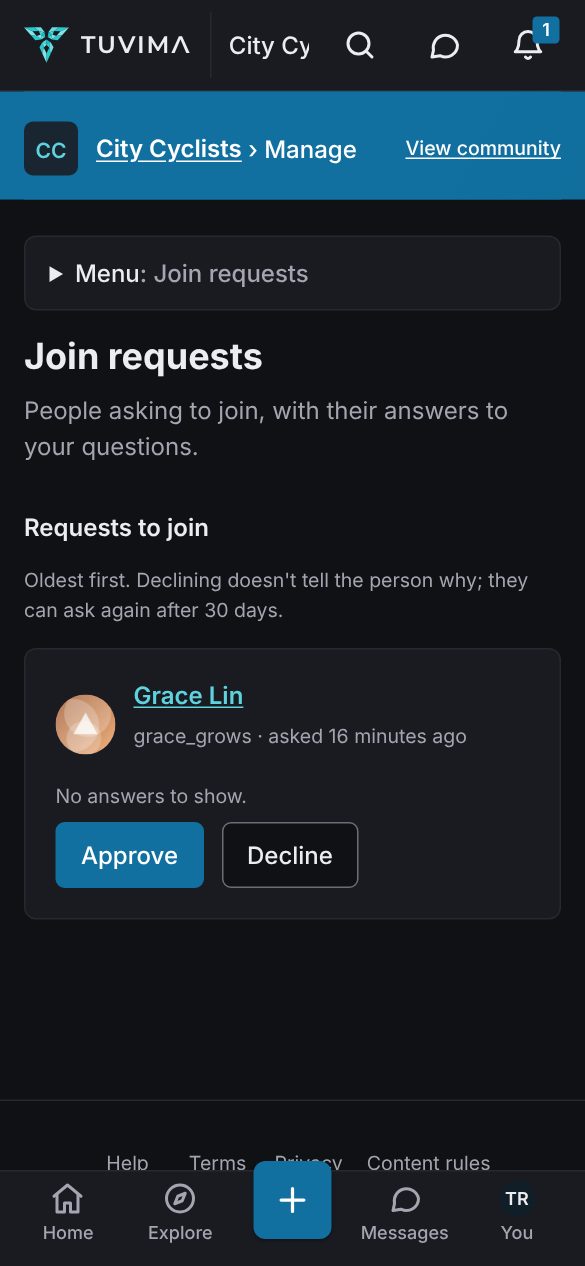 TUVIMA
City Cy
1
CC
City Cyclists › Manage
View community
Menu: Join requests
Join requests
People asking to join, with their answers to
your questions.
Requests to join
Oldest first. Declining doesn't tell the person why; they
can ask again after 30 days.
Grace Lin
grace_grows · asked 16 minutes ago
No answers to show.
Approve
Decline
Help
Terms
Privacy
Content rules
Home
Explore
Messages
TR
You